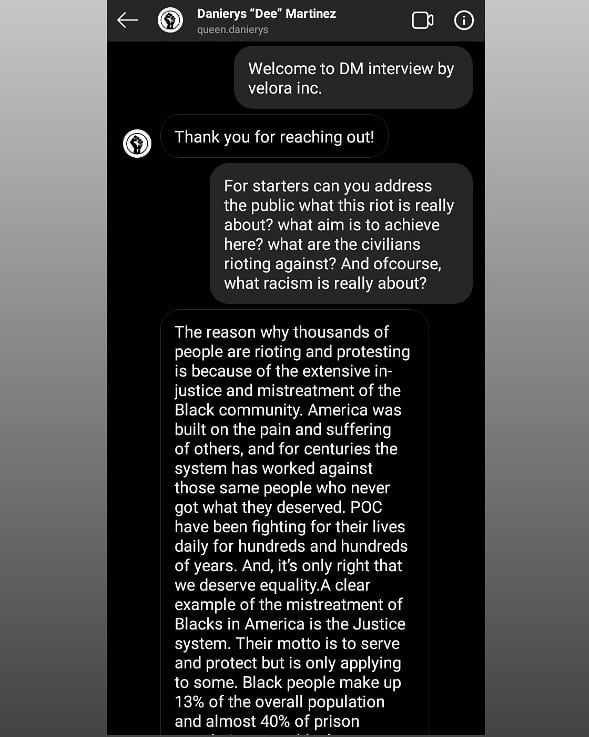 Danierys “Dee” Martinez
queen.danierys
Welcome to DM interview by
velora inc.
Thank you for reaching out!
For starters can you address
the public what this riot is really
about? what aim is to achieve
here? what are the civilians
rioting against? And ofcourse,
what racism is really about?
The reason why thousands of
people are rioting and protesting
is because of the extensive in-
justice and mistreatment of the
Black community. America was
built on the pain and suffering
of others, and for centuries the
system has worked against
those same people who never
got what they deserved. POC
have been fighting for their lives
daily for hundreds and hundreds
of years. And, it’s only right that
we deserve equality.A clear
example of the mistreatment of
Blacks in America is the Justice
system. Their motto is to serve
and protect but is only applying
to some. Black people make up
13% of the overall population
and almost 40% of prison